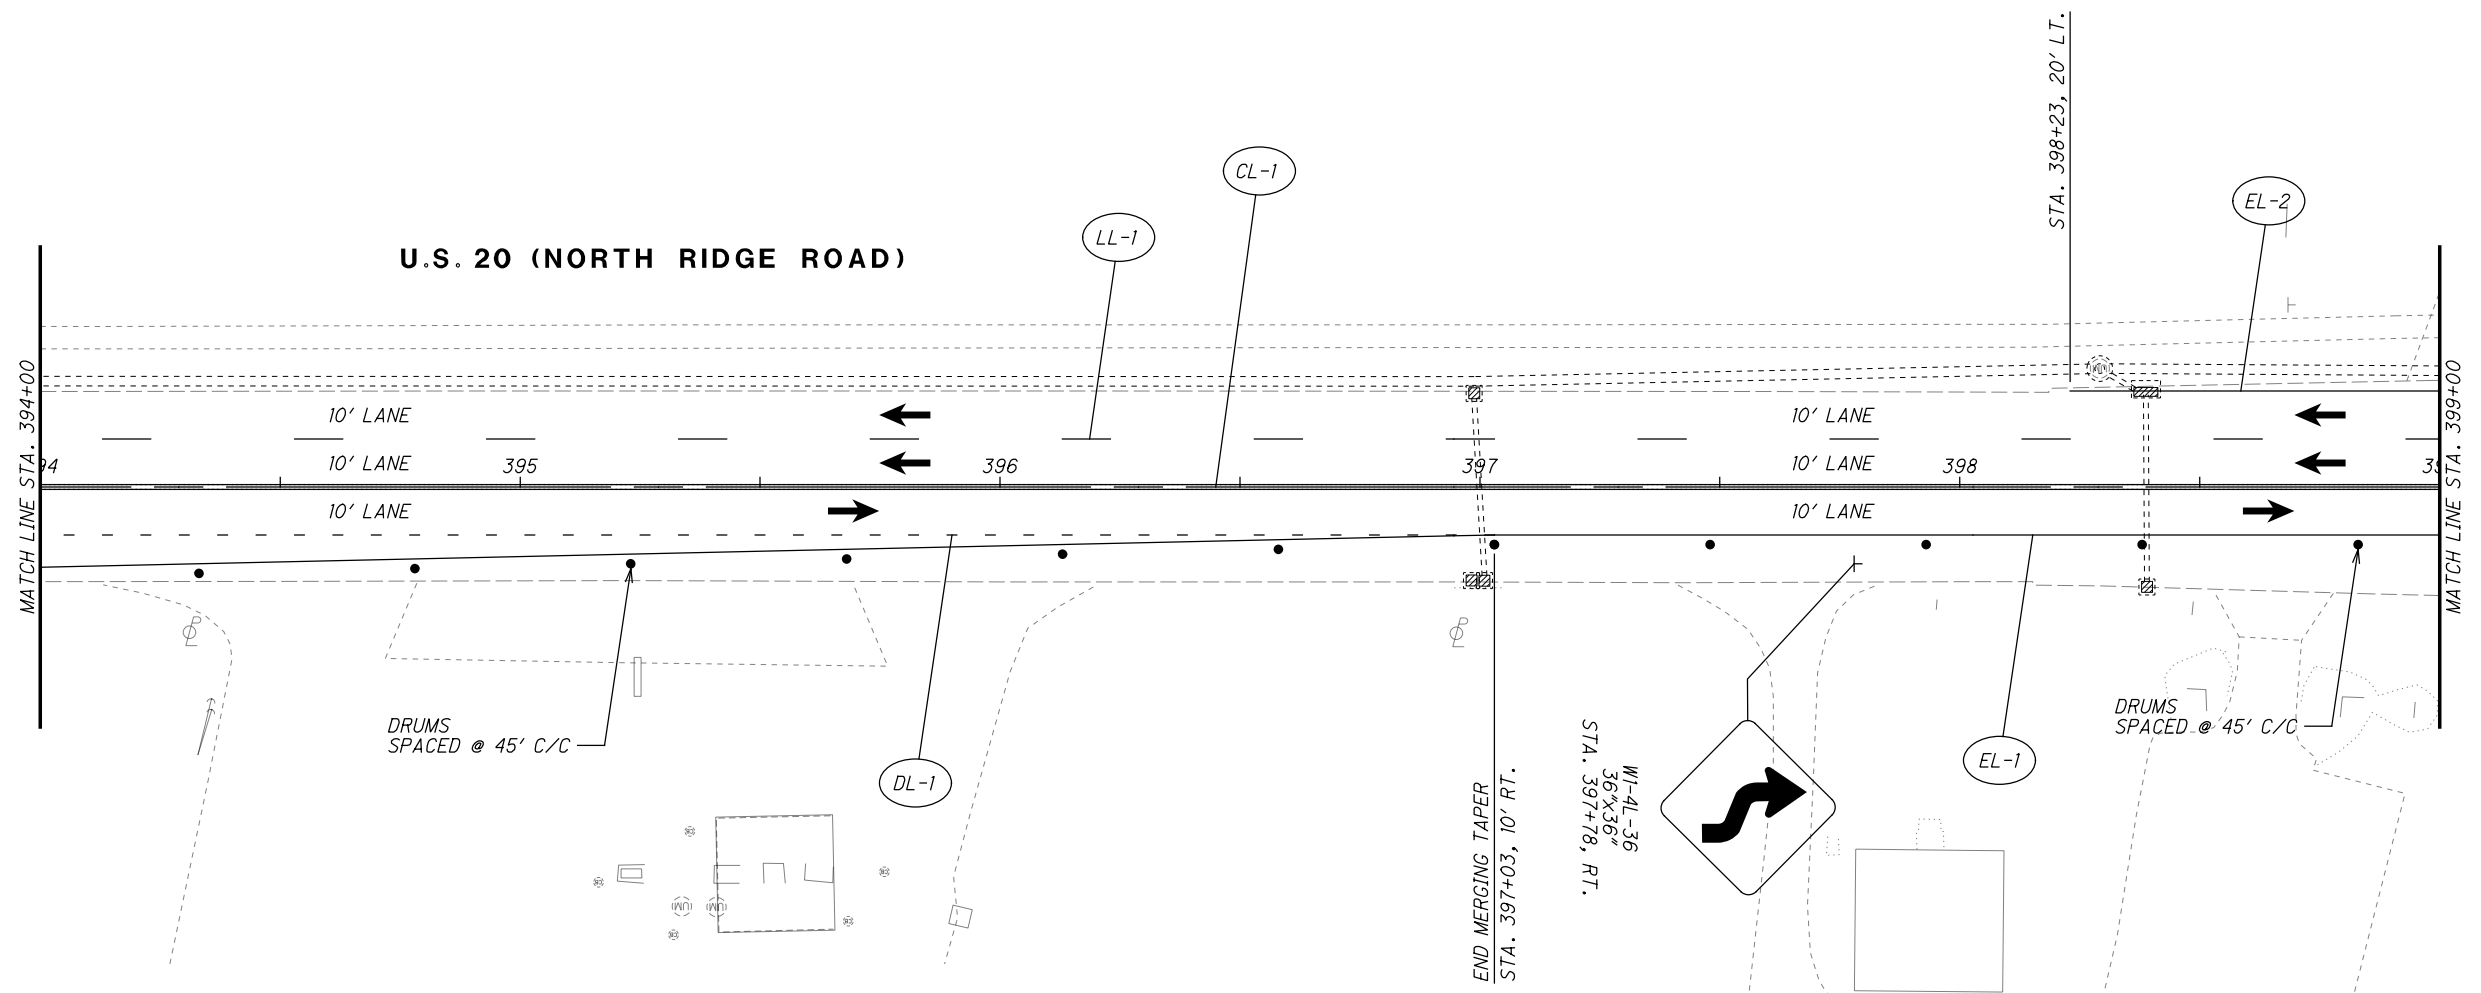 STA. 398+23, 20' LT.
CL-1
EL-2
LL-1
U.S. 20 (NORTH RIDGE ROAD)
MATCH LINE STA. 394+00
MATCH LINE STA. 399+00
10' LANE
10' LANE
10' LANE
10' LANE
395
396
397
398
10' LANE
10' LANE
DRUMS
SPACED @ 45' C/C
DRUMS
SPACED @ 45' C/C
DL-1
EL-1
END MERGING TAPER
STA. 397+03, 10' RT.
W1-4L-36
36"X36"
STA. 397+78, RT.